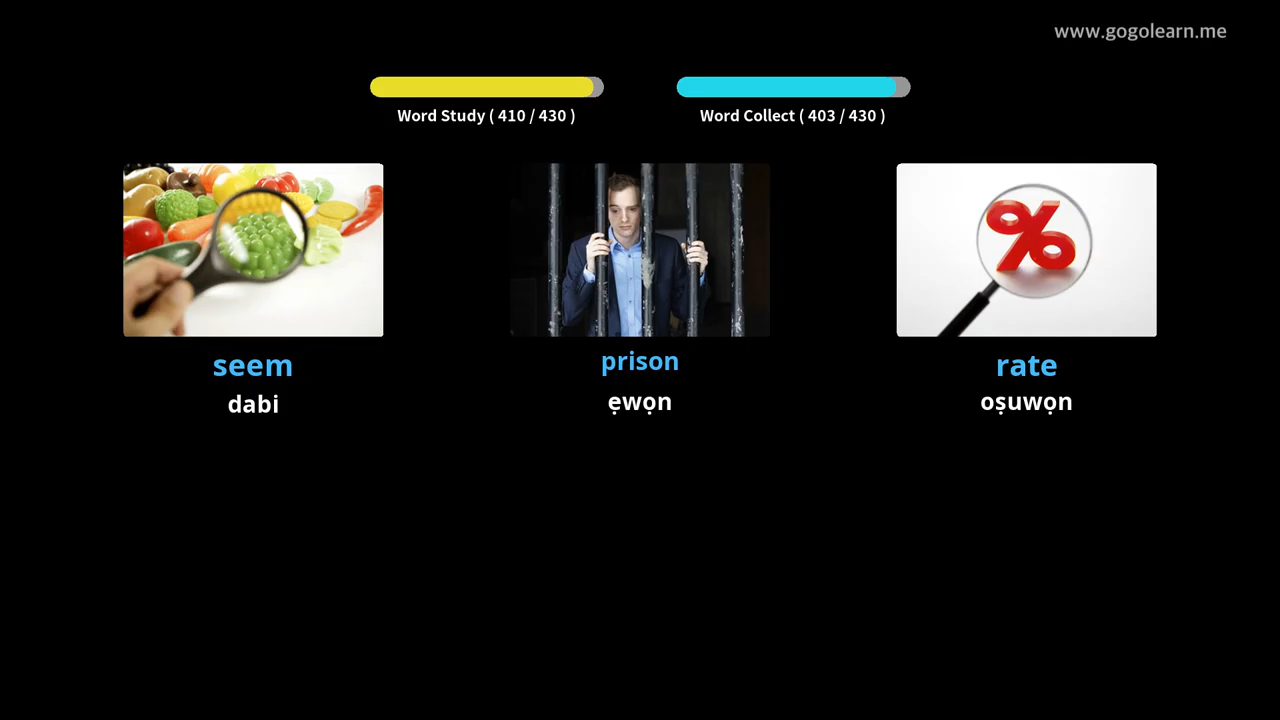 www.gogolearn.me
Word Study ( 410 / 430 )
Word Collect ( 403 / 430 )
seem
dabi
prison
ẹwọn
rate
oṣuwọn